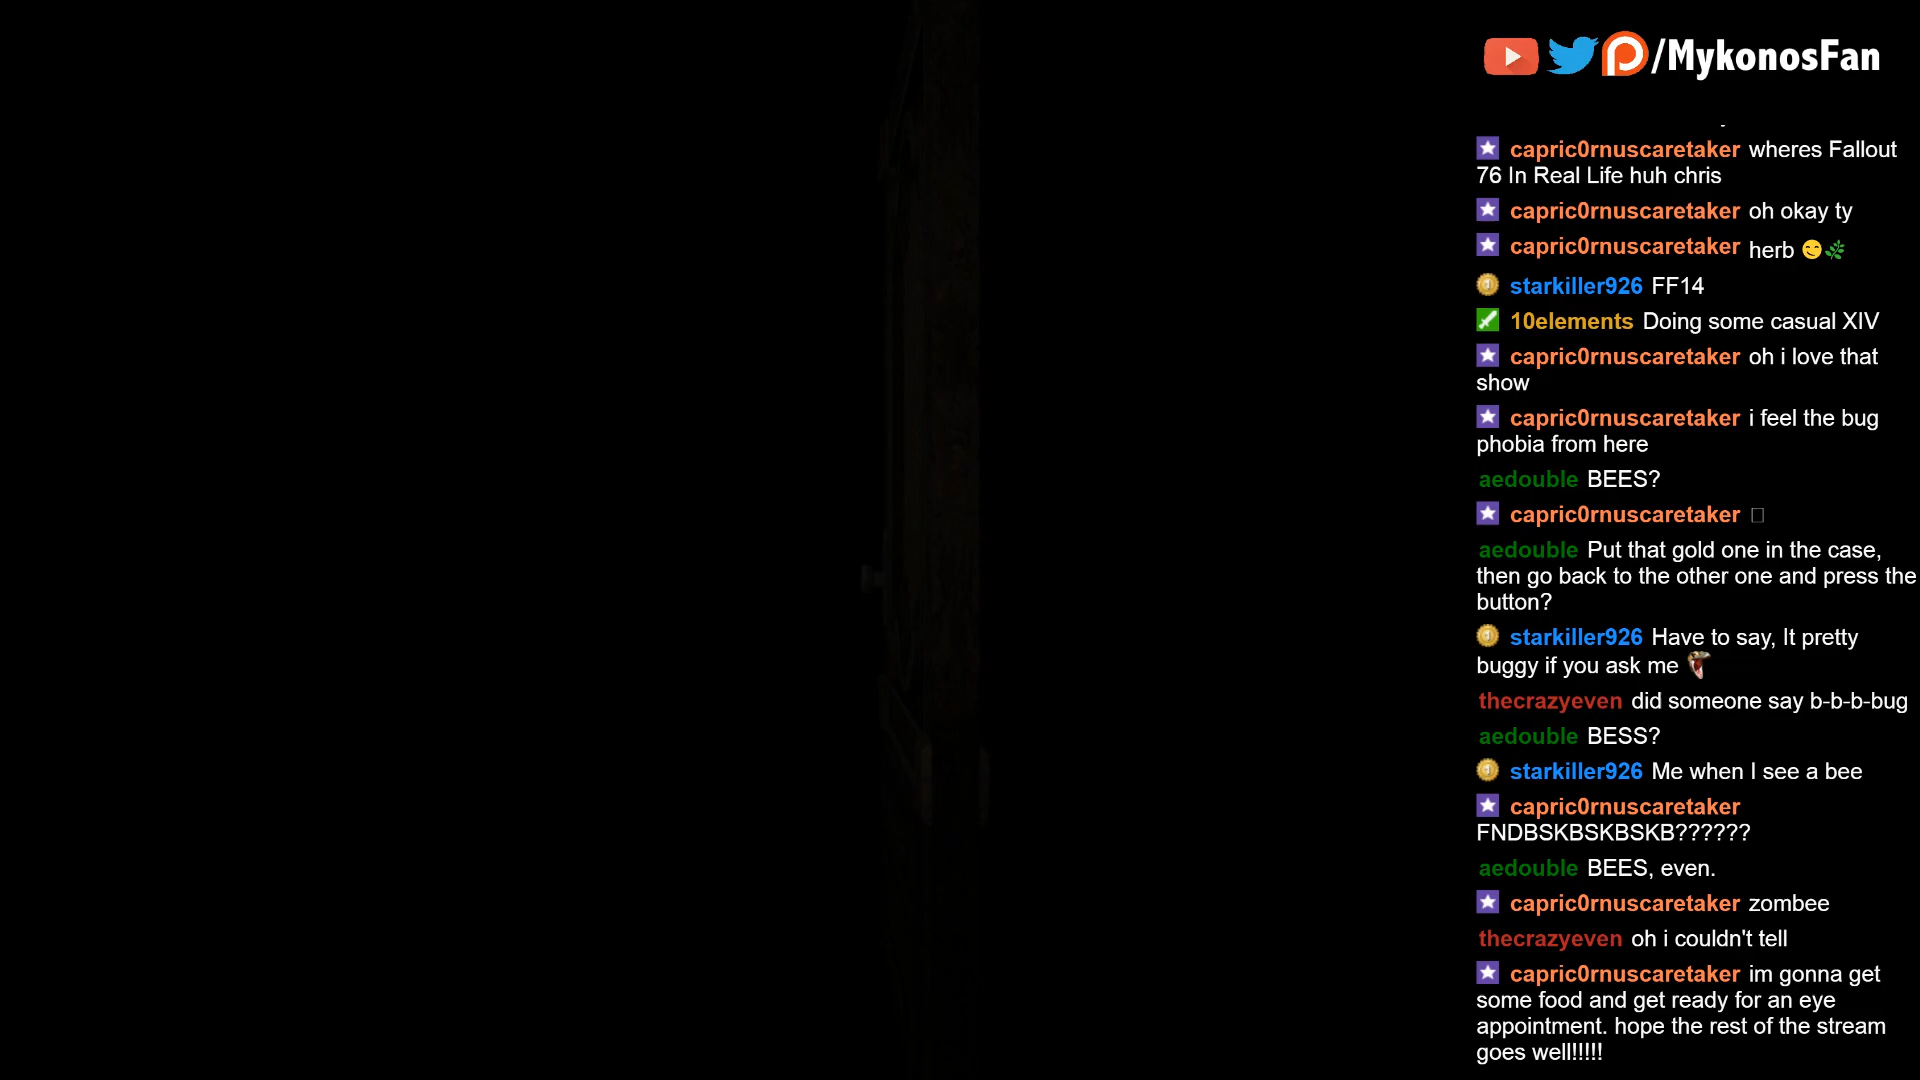 /MykonosFan
capric0rnuscaretaker wheres Fallout
76 In Real Life huh chris
capric0rnuscaretaker oh okay ty
capric0rnuscaretaker herb 😋🌿
starkiller926 FF14
10elements Doing some casual XIV
capric0rnuscaretaker oh i love that
show
capric0rnuscaretaker i feel the bug
phobia from here
aedouble BEES?
capric0rnuscaretaker
aedouble Put that gold one in the case,
then go back to the other one and press the
button?
starkiller926 Have to say, It pretty
buggy if you ask me
thecrazyeven did someone say b-b-b-bug
aedouble BESS?
starkiller926 Me when I see a bee
capric0rnuscaretaker
FNDBSKBSKBSKB??????
aedouble BEES, even.
capric0rnuscaretaker zombee
thecrazyeven oh i couldn't tell
capric0rnuscaretaker im gonna get
some food and get ready for an eye
appointment. hope the rest of the stream
goes well!!!!!